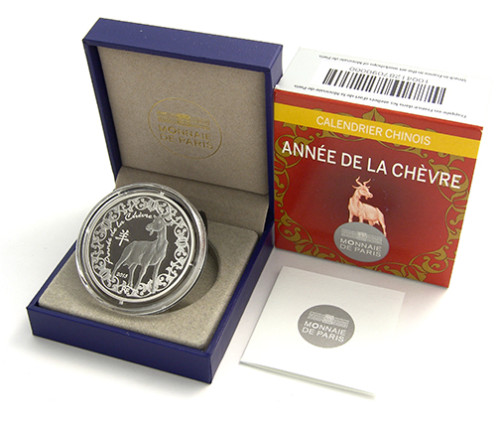 MONNAIE
DE PARIS
Année de la Chèvre
羊
2015
CALENDRIER CHINOIS
ANNÉE DE LA CHÈVRE
MONNAIE
DE PARIS
MONNAIE
DE PARIS